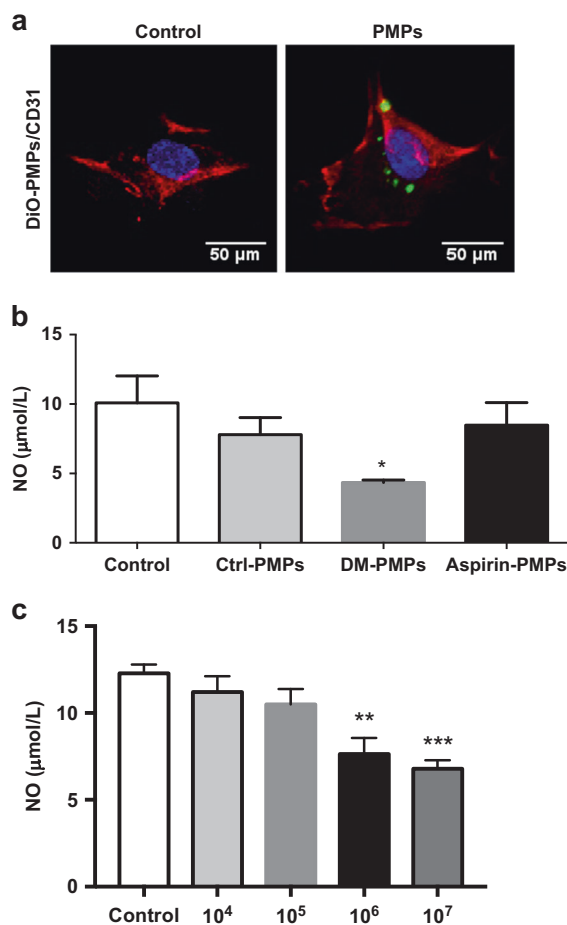 a
Control
PMPs
DiO-PMPs/CD31
50 μm
50 μm
b
15
10
5
0
NO (μmol/L)
*
Control
Ctrl-PMPs
DM-PMPs
Aspirin-PMPs
c
15
10
5
0
NO (μmol/L)
**
***
Control
10⁴
10⁵
10⁶
10⁷